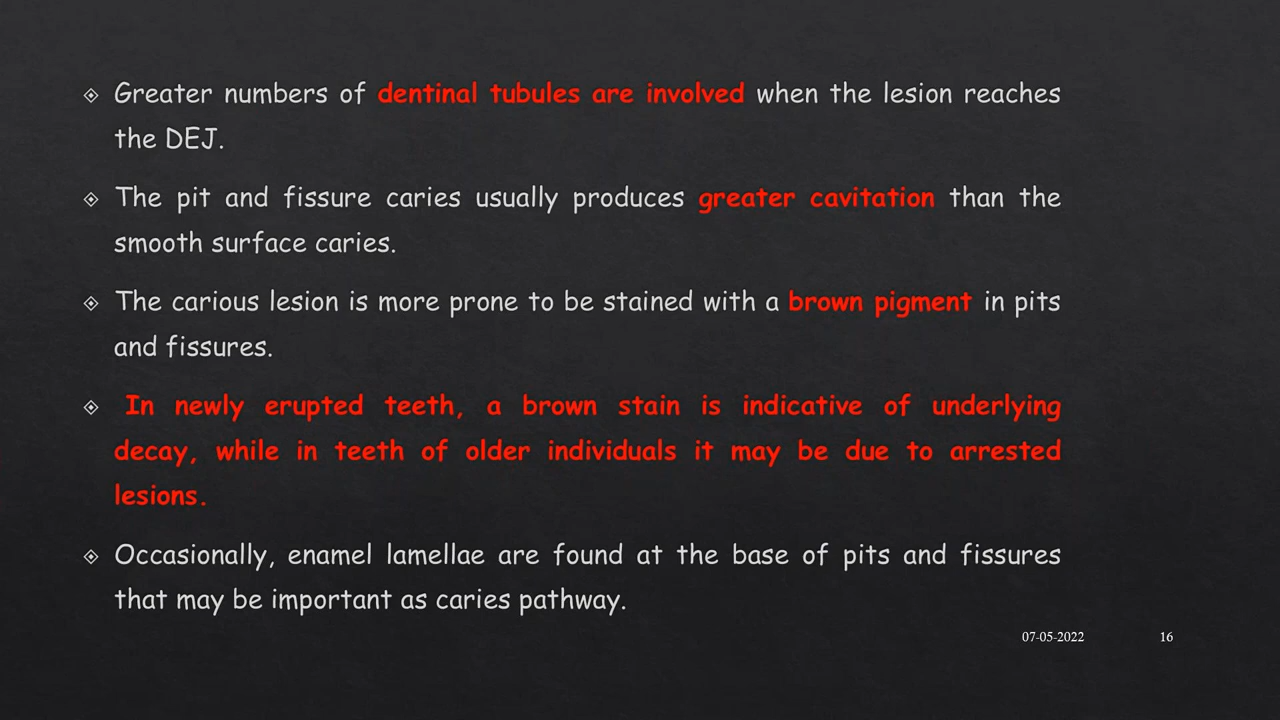 Greater numbers of dentinal tubules are involved when the lesion reaches
the DEJ.
The pit and fissure caries usually produces greater cavitation than the
smooth surface caries.
The carious lesion is more prone to be stained with a brown pigment in pits
and fissures.
In newly erupted teeth, a brown stain is indicative of underlying
decay, while in teeth of older individuals it may be due to arrested
lesions.
Occasionally, enamel lamellae are found at the base of pits and fissures
that may be important as caries pathway.
07-05-2022 16